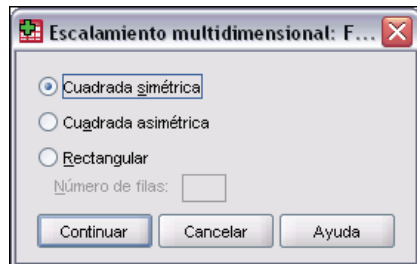 Escalamiento multidimensional: F...
Cuadrada simétrica
Cuadrada asimétrica
Rectangular
Número de filas:
Continuar Cancelar Ayuda